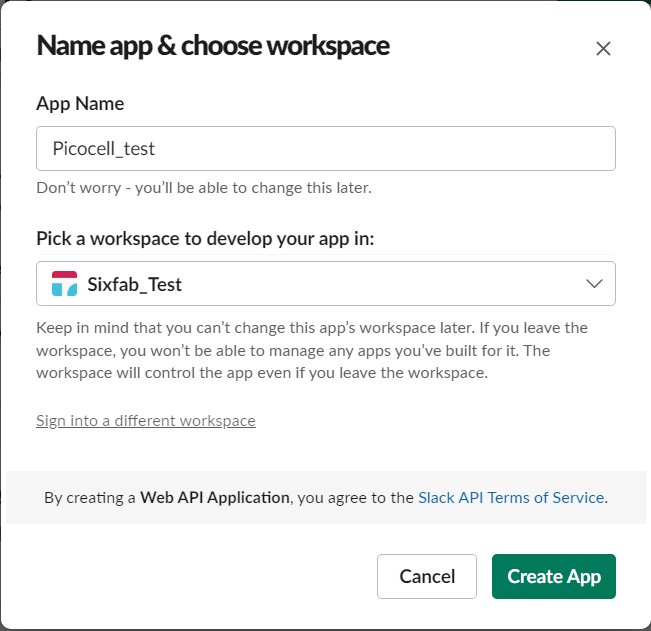 Name app & choose workspace
App Name
Picocell_test
Don’t worry - you’ll be able to change this later.
Pick a workspace to develop your app in:
Sixfab_Test
Keep in mind that you can’t change this app’s workspace later. If you leave the
workspace, you won’t be able to manage any apps you’ve built for it. The
workspace will control the app even if you leave the workspace.
Sign into a different workspace
By creating a Web API Application, you agree to the Slack API Terms of Service.
Cancel
Create App